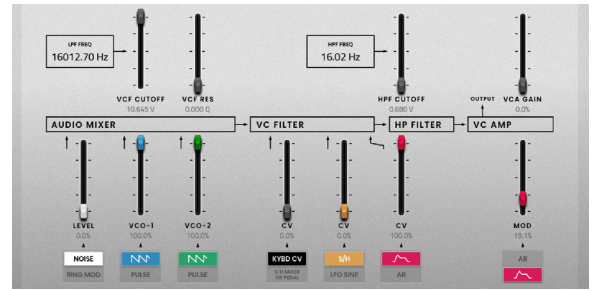 LPF FREQ
16012.70 Hz
HPF FREQ
16.02 Hz
VCF CUTOFF
10.645 V
VCF RES
0.000 Q
HPF CUTOFF
0.680 V
OUTPUT
VCA GAIN
0.0%
AUDIO MIXER
VC FILTER
HP FILTER
VC AMP
LEVEL
0.0%
VCO-1
100.0%
VCO-2
100.0%
CV
0.0%
CV
0.0%
CV
100.0%
MOD
19.1%
NOISE
RING MOD
PULSE
PULSE
KYBD CV
S/H MIXER
OR PEDAL
S/H
LFO SINE
AR
AR